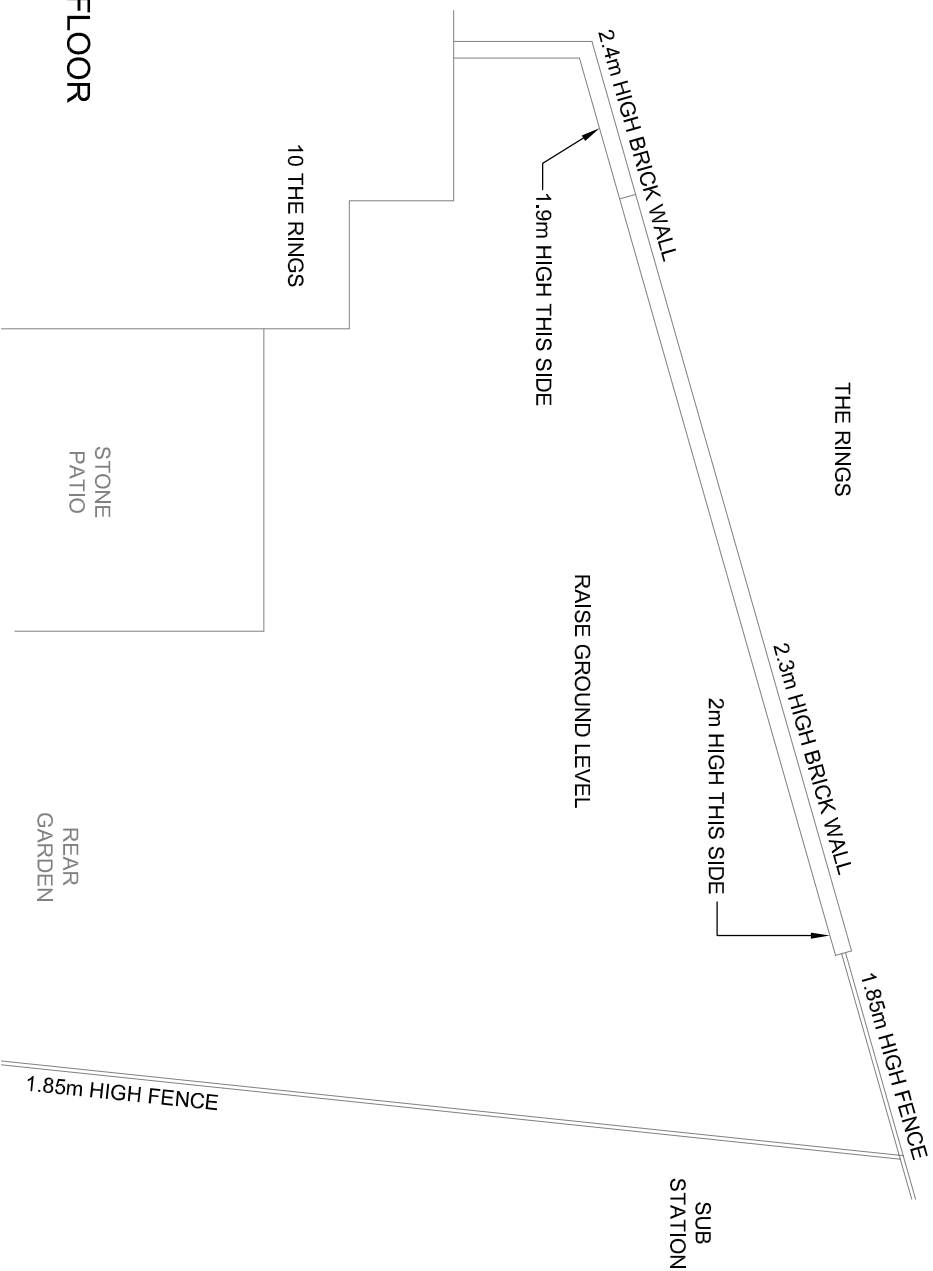 THE RINGS
2.4m HIGH BRICK WALL
2.3m HIGH BRICK WALL
1.85m HIGH FENCE
2m HIGH THIS SIDE
1.9m HIGH THIS SIDE
RAISE GROUND LEVEL
SUB
STATION
10 THE RINGS
STONE
PATIO
REAR
GARDEN
1.85m HIGH FENCE
FLOOR